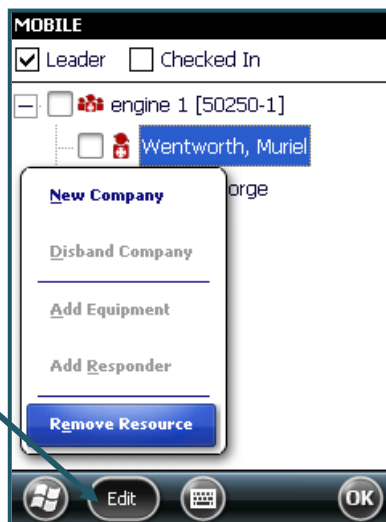 MOBILE
Leader Checked In
engine 1 [50250-1]
Wentworth, Muriel
orge
New Company
Disband Company
Add Equipment
Add Responder
Remove Resource
Edit OK